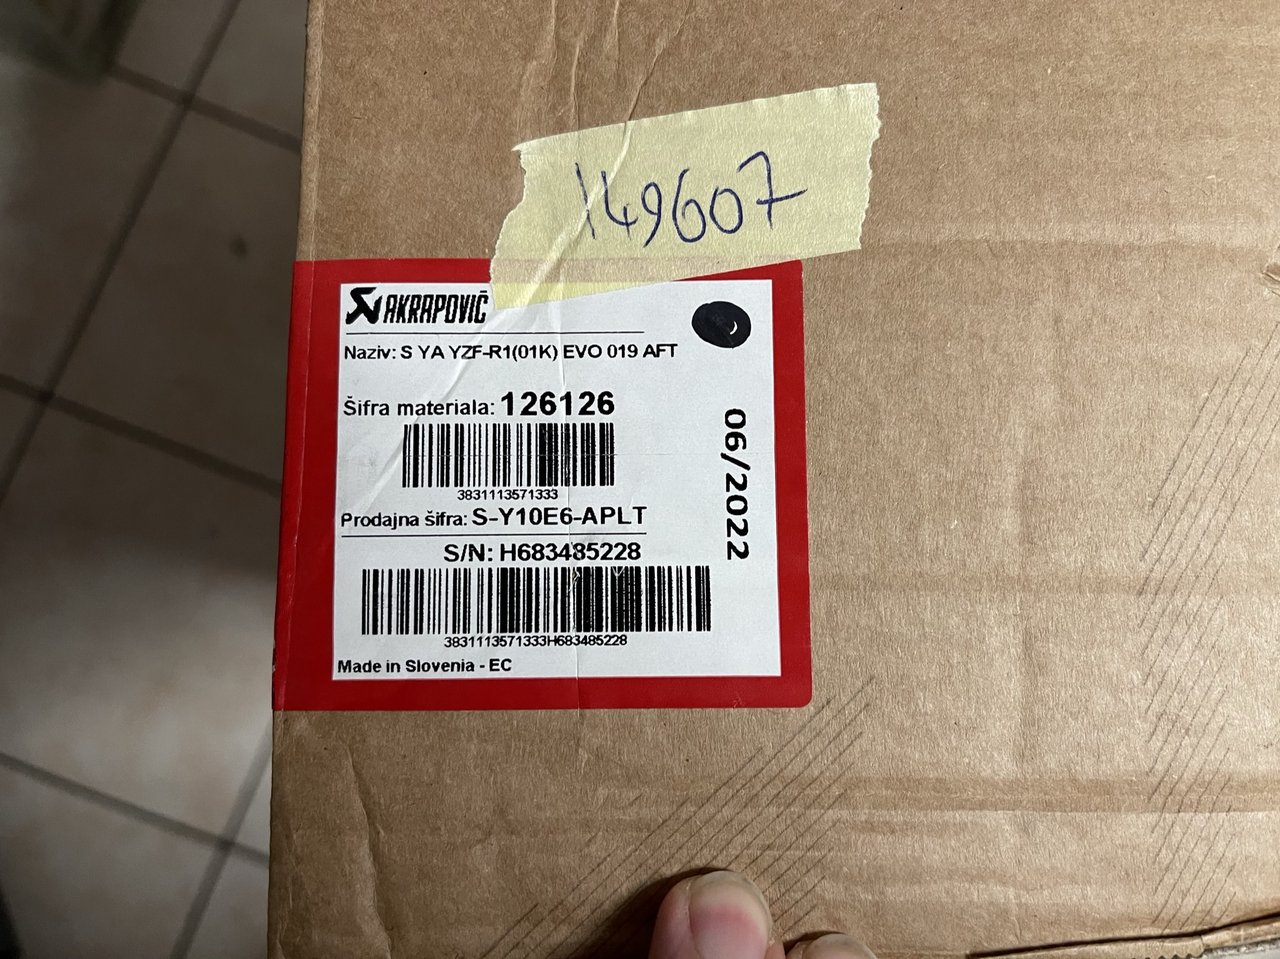 149607
AKRAPOVIČ
Naziv: S YA YZF-R1(01K) EVO 019 AFT
Šifra materiala: 126126
3831113571333
Prodajna šifra: S-Y10E6-APLT
S/N: H683485228
3831113571333H683485228
Made in Slovenia - EC
06/2022